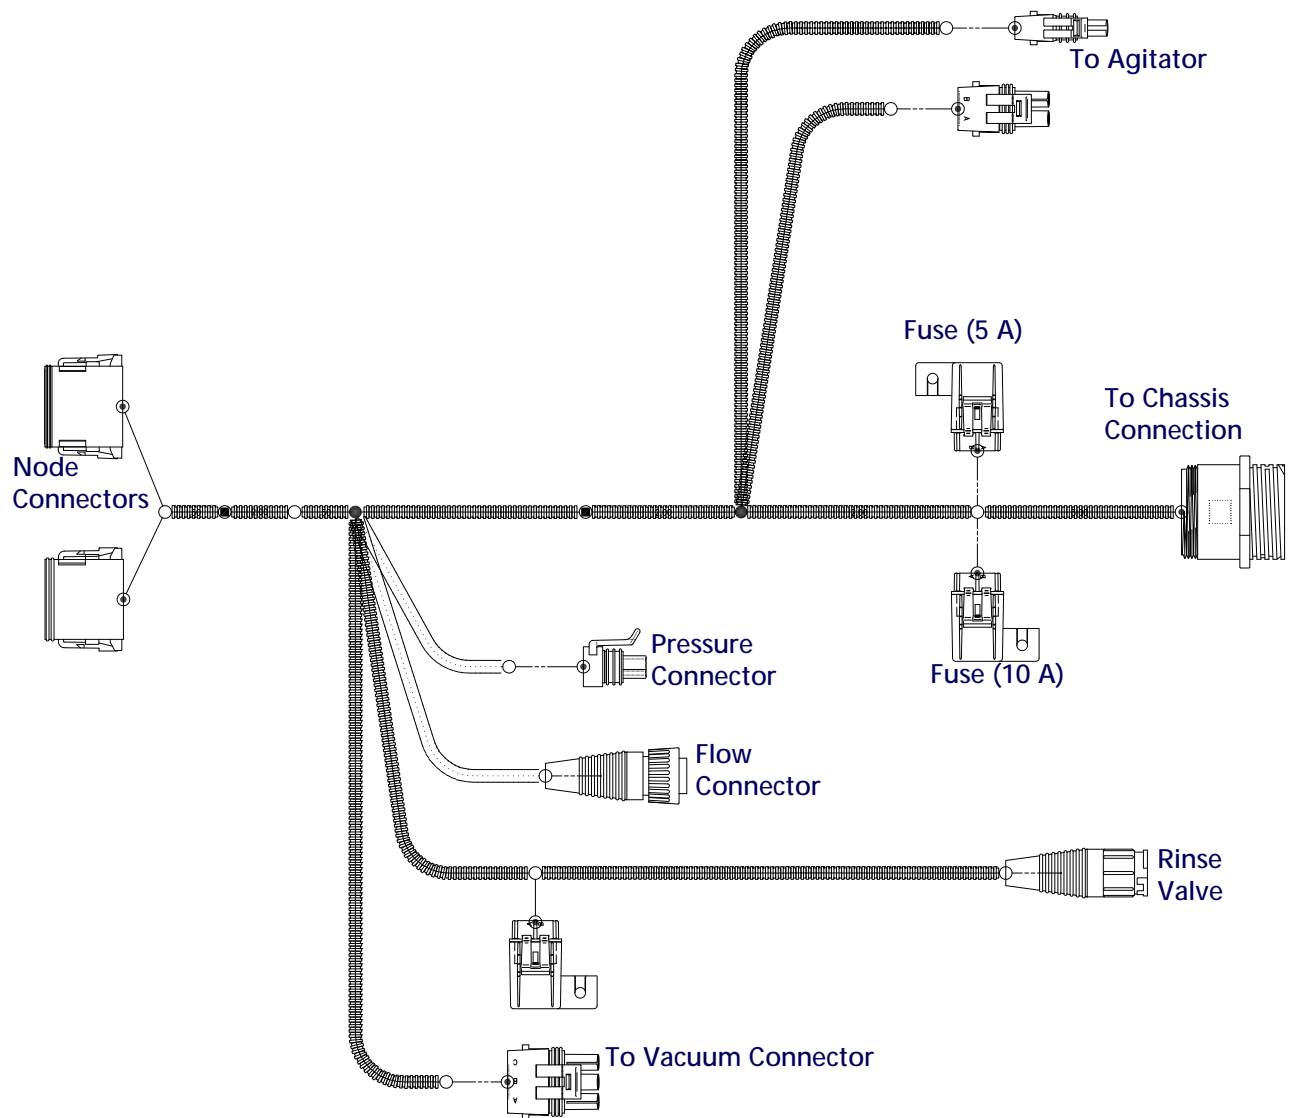 To Agitator
B A
Fuse (5 A)
To Chassis
Connection
Node
Connectors
Fuse (10 A)
Pressure
Connector
Flow
Connector
Rinse
Valve
To Vacuum Connector
C B A